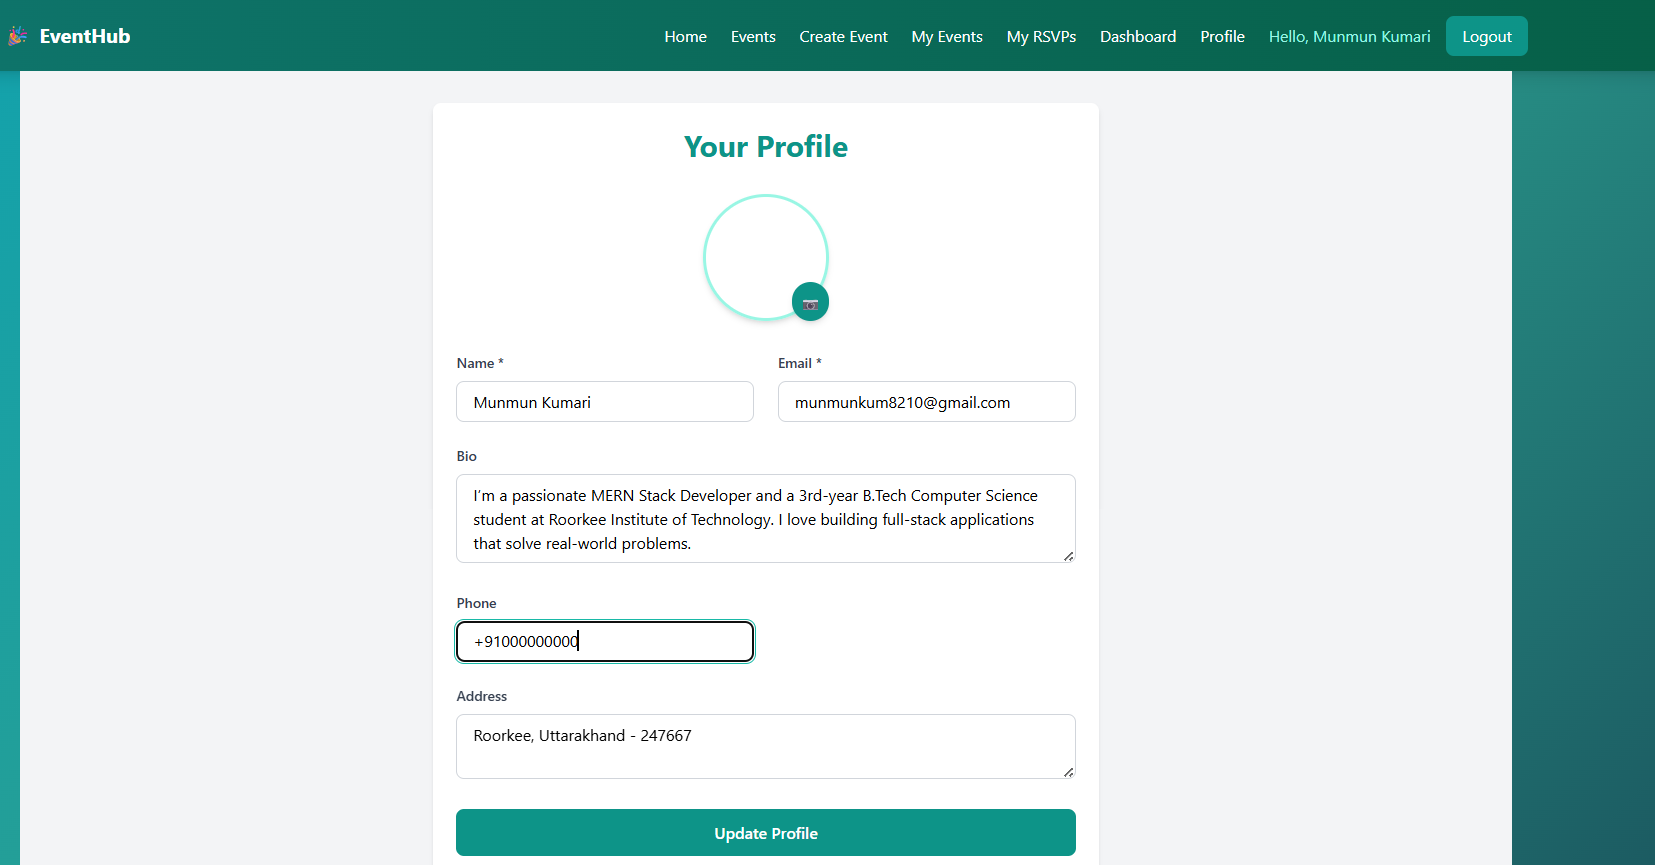 EventHub
Home Events Create Event My Events My RSVPs Dashboard Profile Hello, Munmun Kumari Logout
Your Profile
Name * Email *
Munmun Kumari munmunkum8210@gmail.com
Bio
I’m a passionate MERN Stack Developer and a 3rd-year B.Tech Computer Science
student at Roorkee Institute of Technology. I love building full-stack applications
that solve real-world problems.
Phone
+91000000000
Address
Roorkee, Uttarakhand - 247667
Update Profile